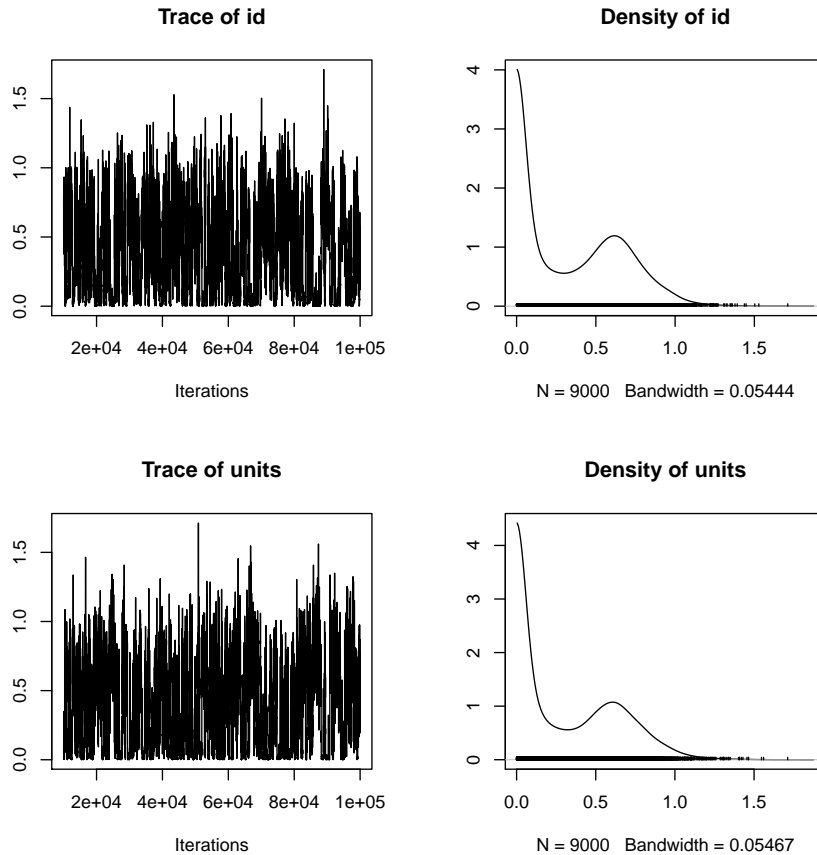 Trace of id
Density of id
1.5
1.0
0.5
0.0
2e+04 4e+04 6e+04 8e+04 1e+05
Iterations
4
3
2
1
0
0.0 0.5 1.0 1.5
N = 9000 Bandwidth = 0.05444
Trace of units
Density of units
1.5
1.0
0.5
0.0
2e+04 4e+04 6e+04 8e+04 1e+05
Iterations
4
3
2
1
0
0.0 0.5 1.0 1.5
N = 9000 Bandwidth = 0.05467